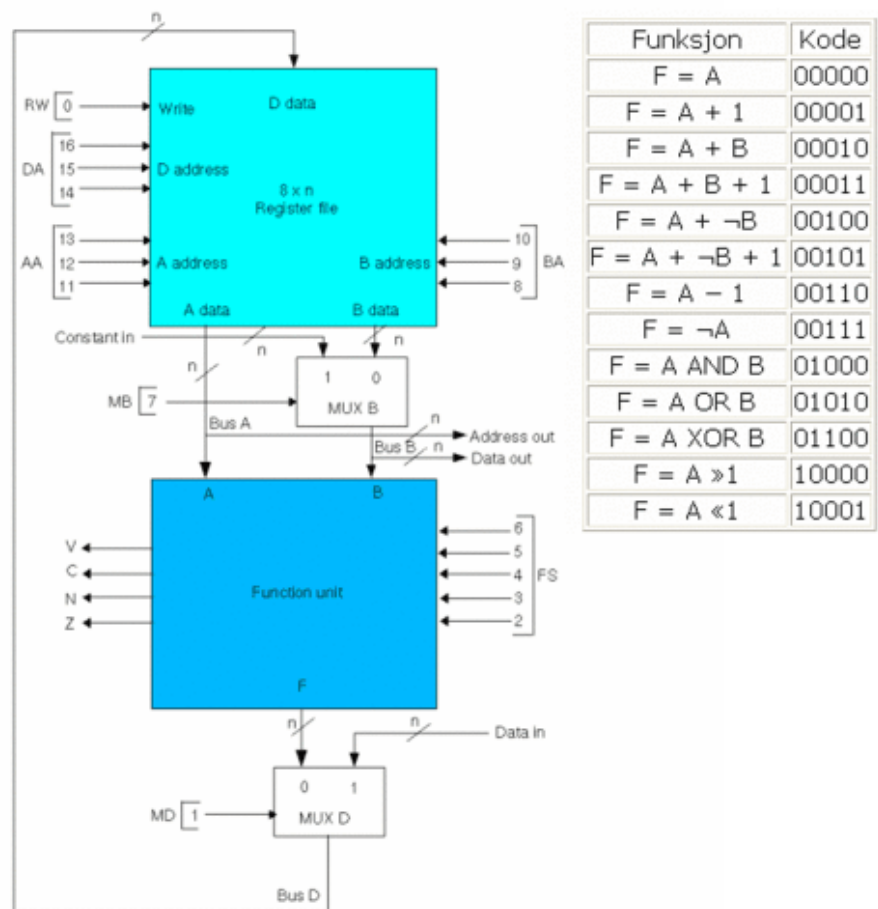 n
RW 0
Write
D data
DA
16
15
14
D address
8 x n
Register file
AA
13
12
11
A address
B address
10
9
8
BA
A data
B data
Constant in
n
n
n
1 0
MUX B
MB 7
Bus A
n
Address out
Bus B
n
Data out
A
B
V
C
N
Z
Function unit
6
5
4
3
2
FS
F
n
n
Data in
0 1
MUX D
MD 1
Bus D
Funksjon Kode
F = A 00000
F = A + 1 00001
F = A + B 00010
F = A + B + 1 00011
F = A + ¬B 00100
F = A + ¬B + 1 00101
F = A − 1 00110
F = ¬A 00111
F = A AND B 01000
F = A OR B 01010
F = A XOR B 01100
F = A »1 10000
F = A «1 10001